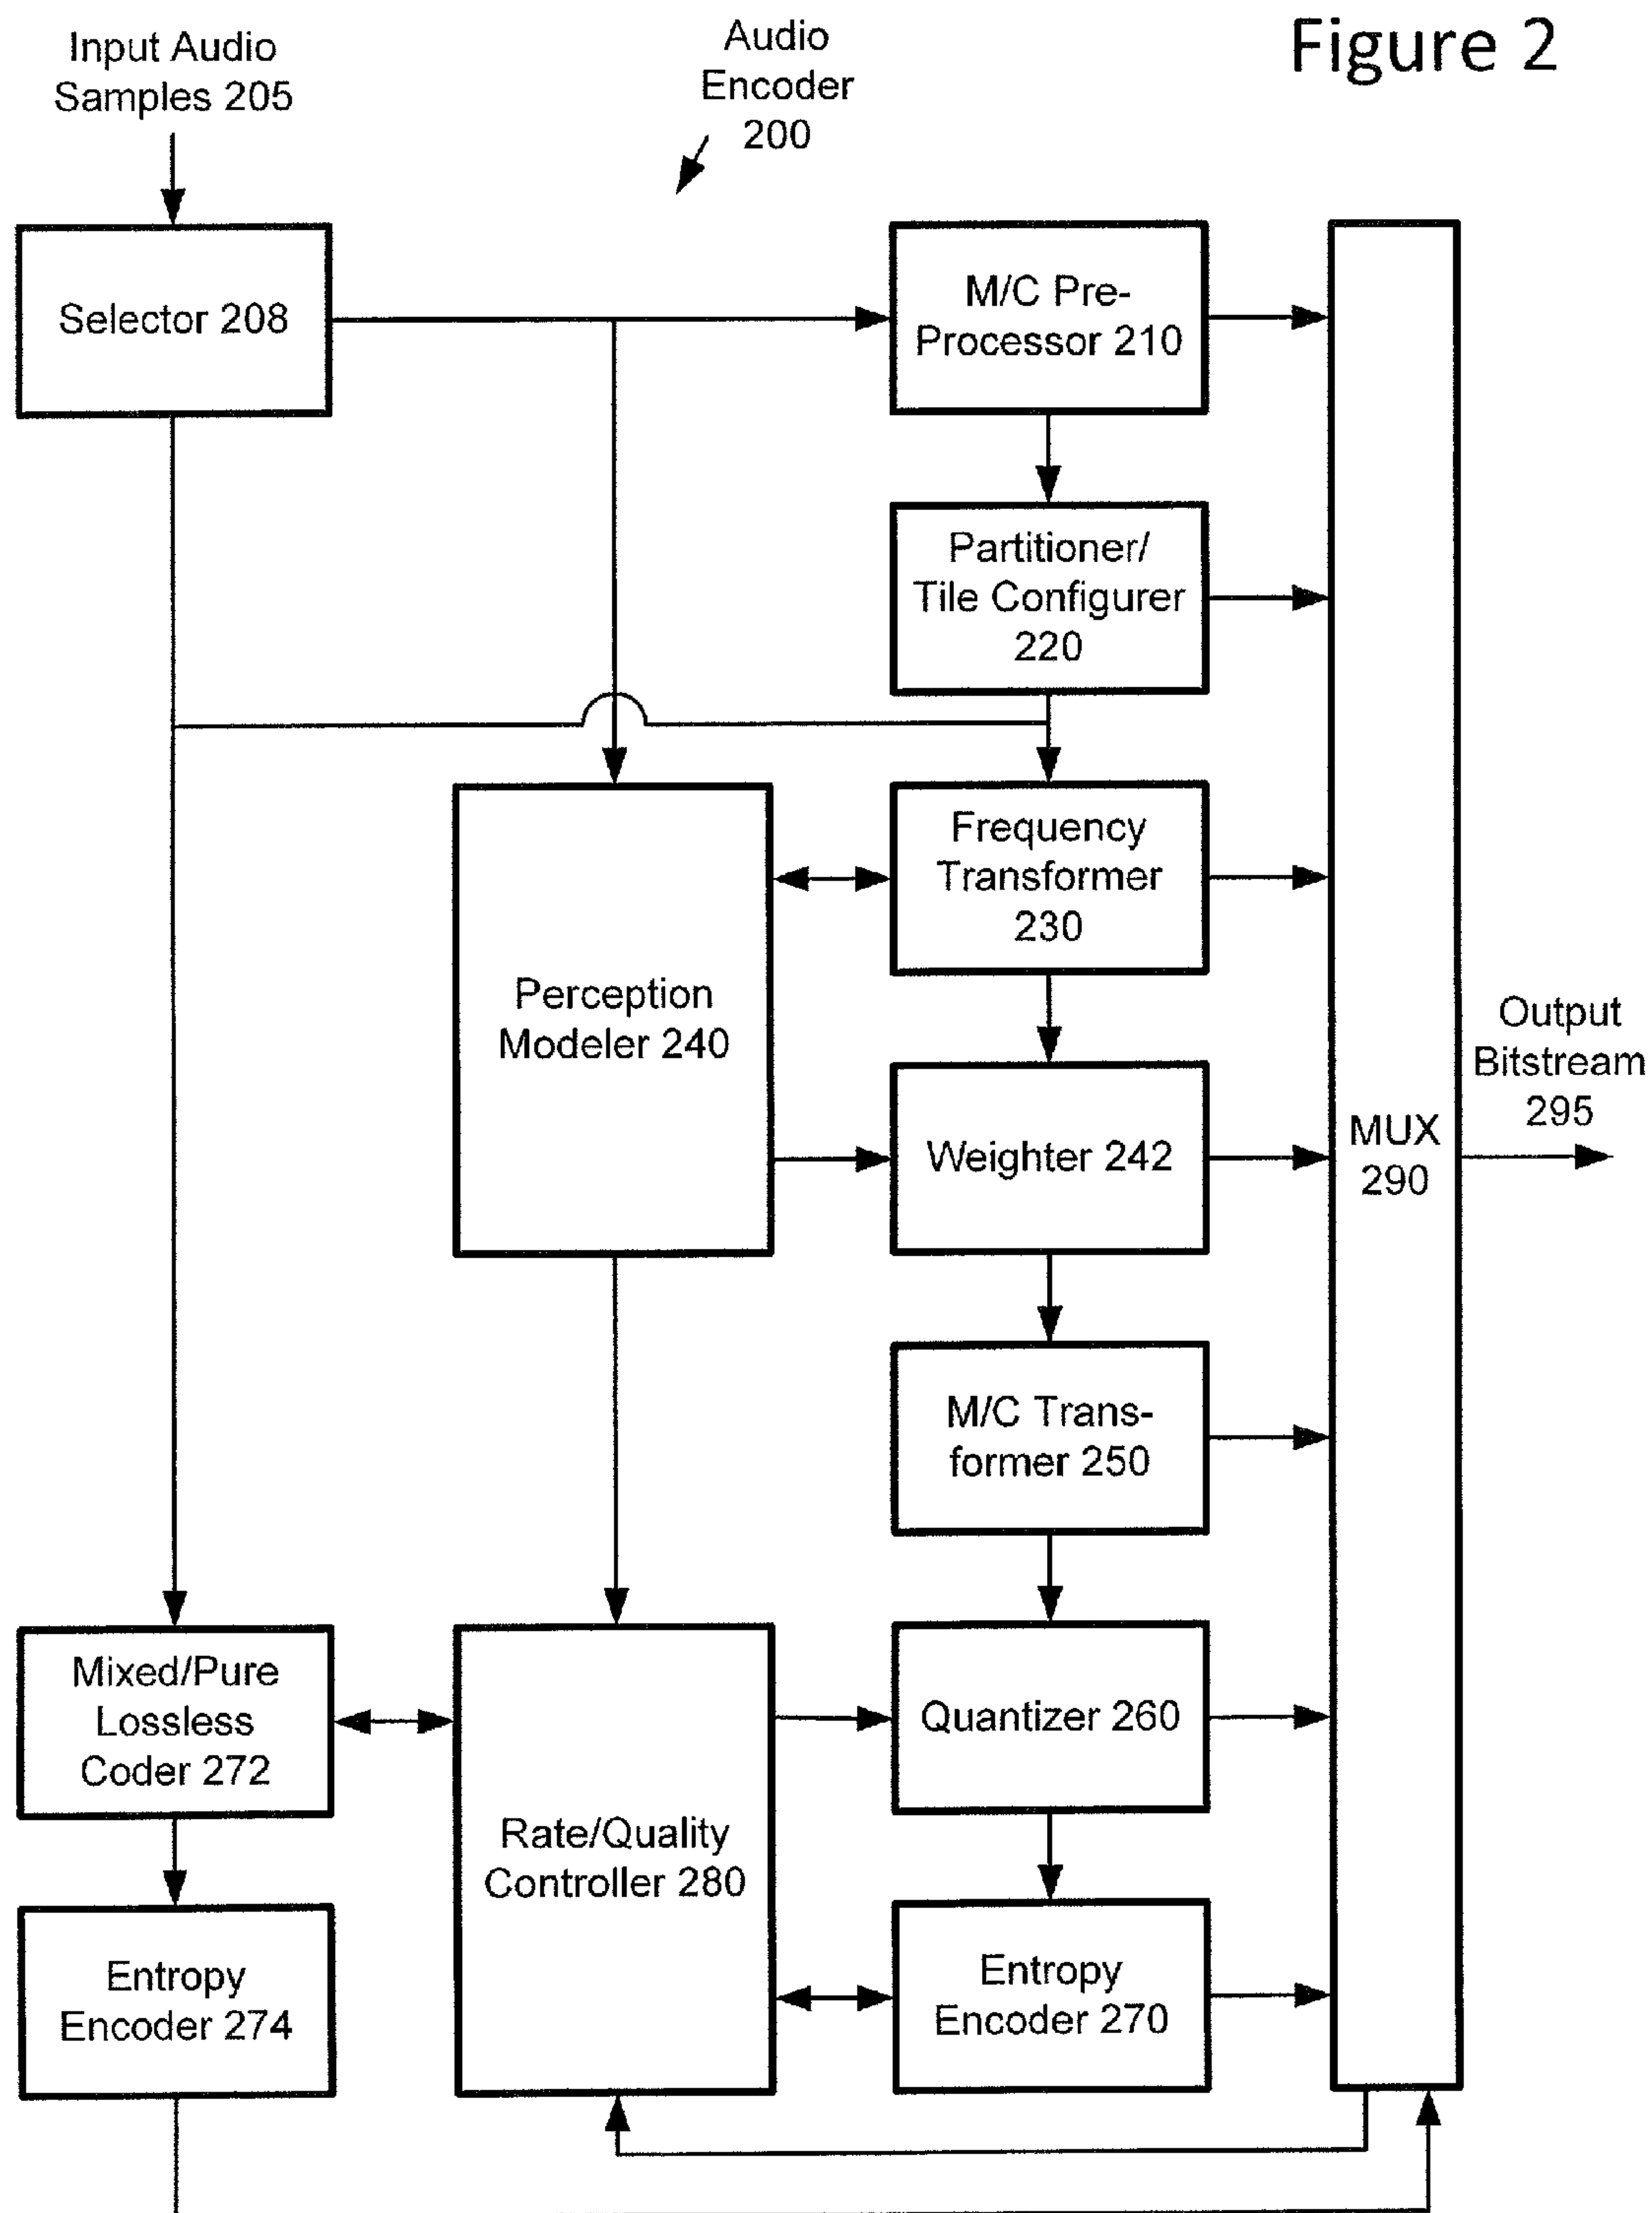 Figure 2
Input Audio
Samples 205
Audio
Encoder
200
Selector 208
M/C Pre-
Processor 210
Partitioner/
Tile Configurer
220
Frequency
Transformer
230
Perception
Modeler 240
Weighter 242
MUX
290
Output
Bitstream
295
M/C Trans-
former 250
Mixed/Pure
Lossless
Coder 272
Rate/Quality
Controller 280
Quantizer 260
Entropy
Encoder 274
Entropy
Encoder 270